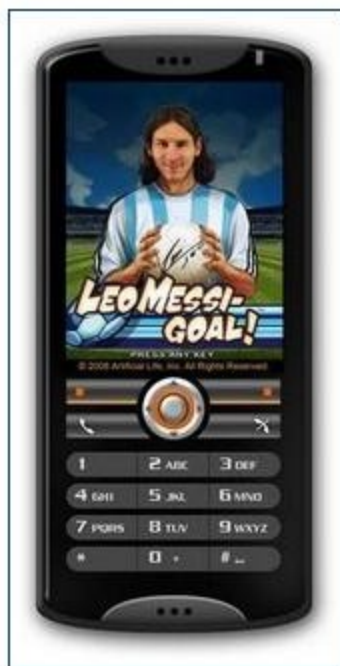 LEO MESSI-
GOAL!
PRESS ANY KEY
© 2008 Artificial Life, Inc. All Rights Reserved.
1 2 ABC 3 DEF
4 GHI 5 JKL 6 MNO
7 PQRS 8 TUV 9 WXYZ
* 0 + #